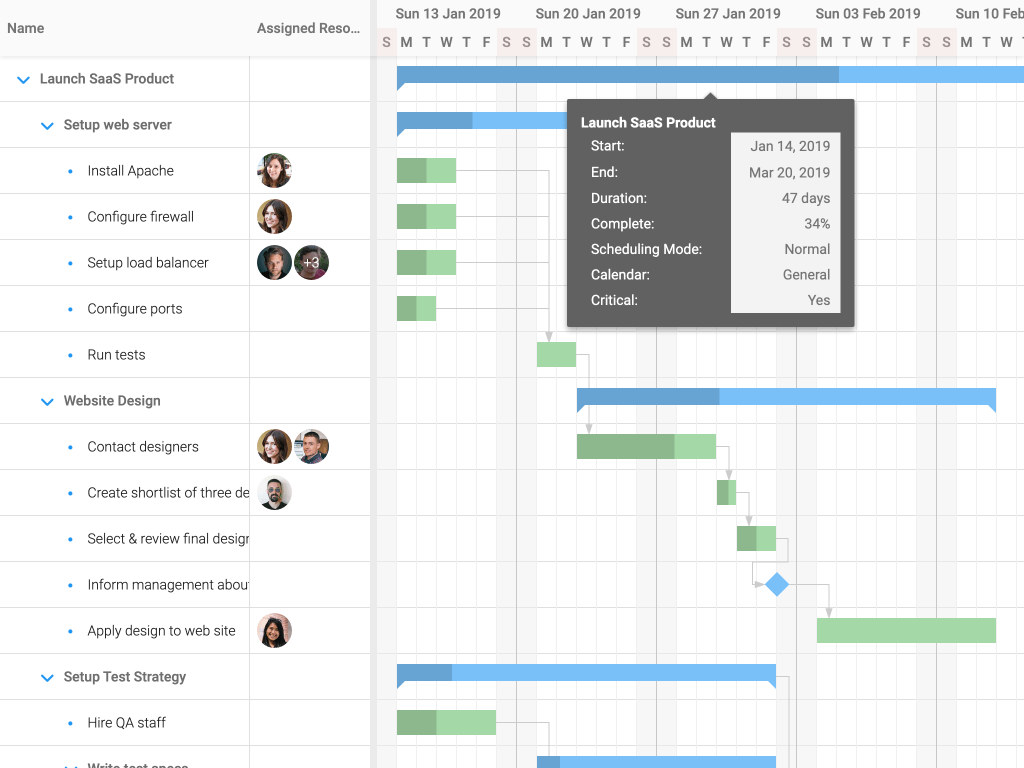 Name
Assigned Reso...
Sun 13 Jan 2019
Sun 20 Jan 2019
Sun 27 Jan 2019
Sun 03 Feb 2019
Sun 10 Feb
S M T W T F S S M T W T F S S M T W T F S S M T W T F S S M T W
Launch SaaS Product
Setup web server
Install Apache
Configure firewall
Setup load balancer
+3
Configure ports
Run tests
Website Design
Contact designers
Create shortlist of three de
Select & review final design
Inform management about
Apply design to web site
Setup Test Strategy
Hire QA staff
Write test specs
Launch SaaS Product
Start: Jan 14, 2019
End: Mar 20, 2019
Duration: 47 days
Complete: 34%
Scheduling Mode: Normal
Calendar: General
Critical: Yes